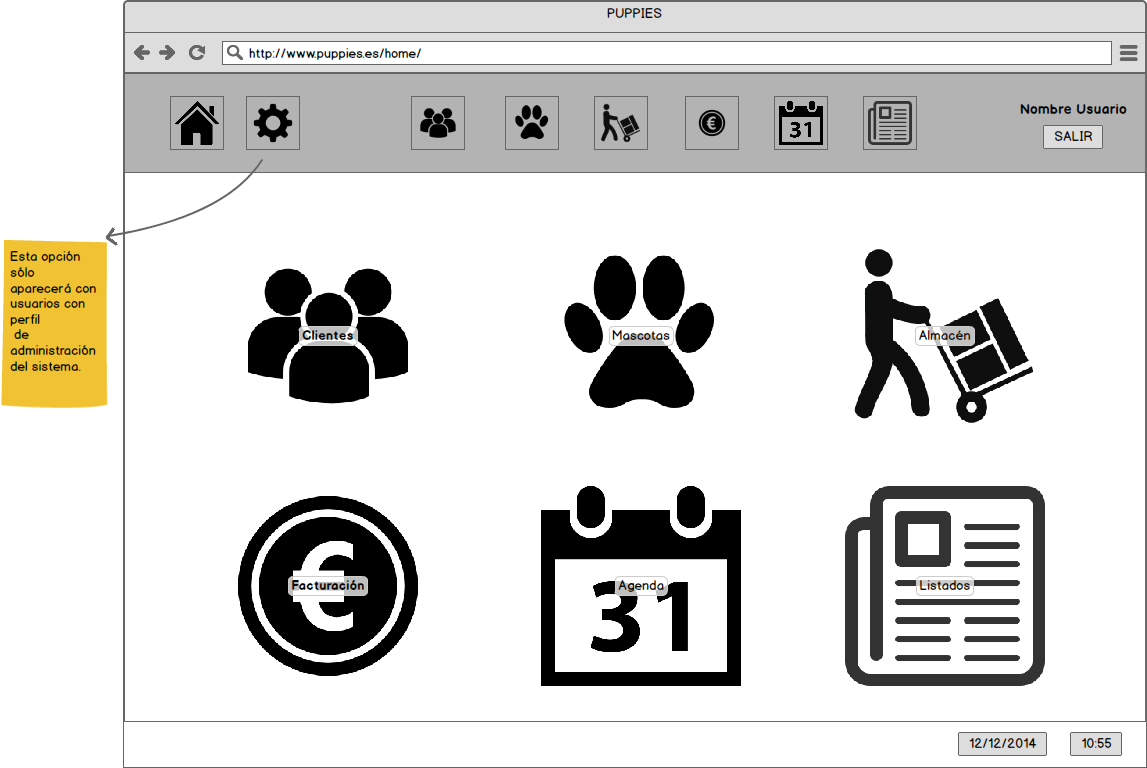 PUPPIES
http://www.puppies.es/home/
€
31
Nombre Usuario
SALIR
Esta opción
sólo
aparecerá con
usuarios con
perfil
de
administración
del sistema.
Clientes
Mascotas
Almacén
€
Facturación
31
Agenda
Listados
12/12/2014
10:55